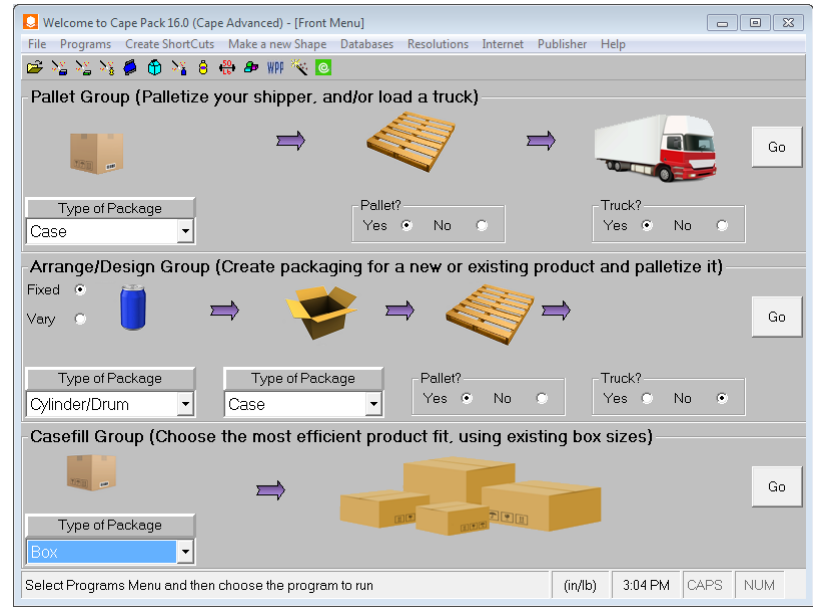 Welcome to Cape Pack 16.0 (Cape Advanced) - [Front Menu]
File Programs Create ShortCuts Make a new Shape Databases Resolutions Internet Publisher Help
WPF
Pallet Group (Palletize your shipper, and/or load a truck)
Go
Type of Package
Pallet?
Truck?
Case
Yes No
Yes No
Arrange/Design Group (Create packaging for a new or existing product and palletize it)
Fixed
Vary
Go
Type of Package
Type of Package
Pallet?
Truck?
Cylinder/Drum
Case
Yes No
Yes No
Casefill Group (Choose the most efficient product fit, using existing box sizes)
Go
Type of Package
Box
Select Programs Menu and then choose the program to run (in/lb) 3:04 PM CAPS NUM